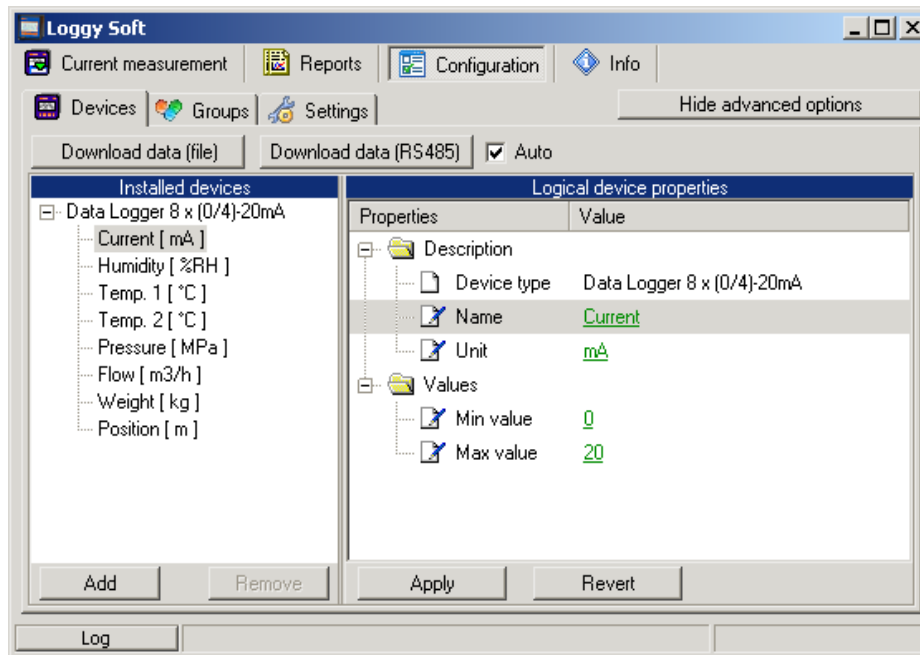 Loggy Soft
Current measurement Reports Configuration Info
Devices Groups Settings Hide advanced options
Download data (file) Download data (RS485) Auto
Installed devices
Data Logger 8 x (0/4)-20mA
Current [ mA ]
Humidity [ %RH ]
Temp. 1 [ °C ]
Temp. 2 [ °C ]
Pressure [ MPa ]
Flow [ m3/h ]
Weight [ kg ]
Position [ m ]
Add Remove
Logical device properties
Properties Value
Description
Device type Data Logger 8 x (0/4)-20mA
Name Current
Unit mA
Values
Min value 0
Max value 20
Apply Revert
Log